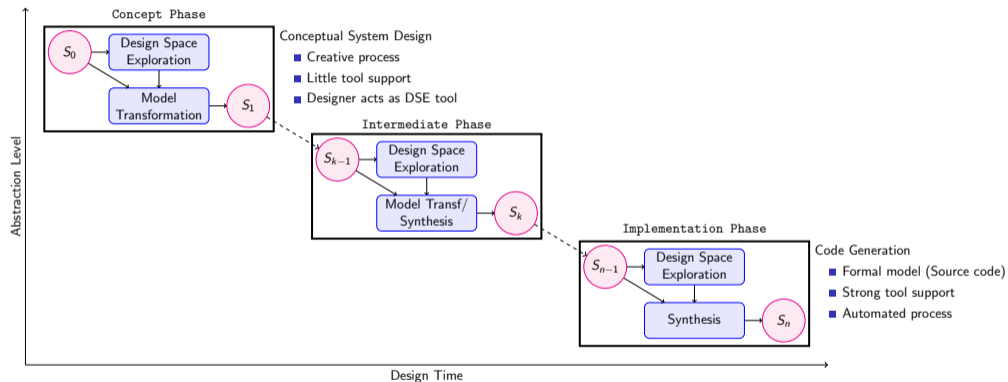 Concept Phase
S0
Design Space
Exploration
Model
Transformation
S1
Conceptual System Design
Creative process
Little tool support
Designer acts as DSE tool
Intermediate Phase
Sk−1
Design Space
Exploration
Model Transf/
Synthesis
Sk
Implementation Phase
Sn−1
Design Space
Exploration
Synthesis
Sn
Code Generation
Formal model (Source code)
Strong tool support
Automated process
Abstraction Level
Design Time